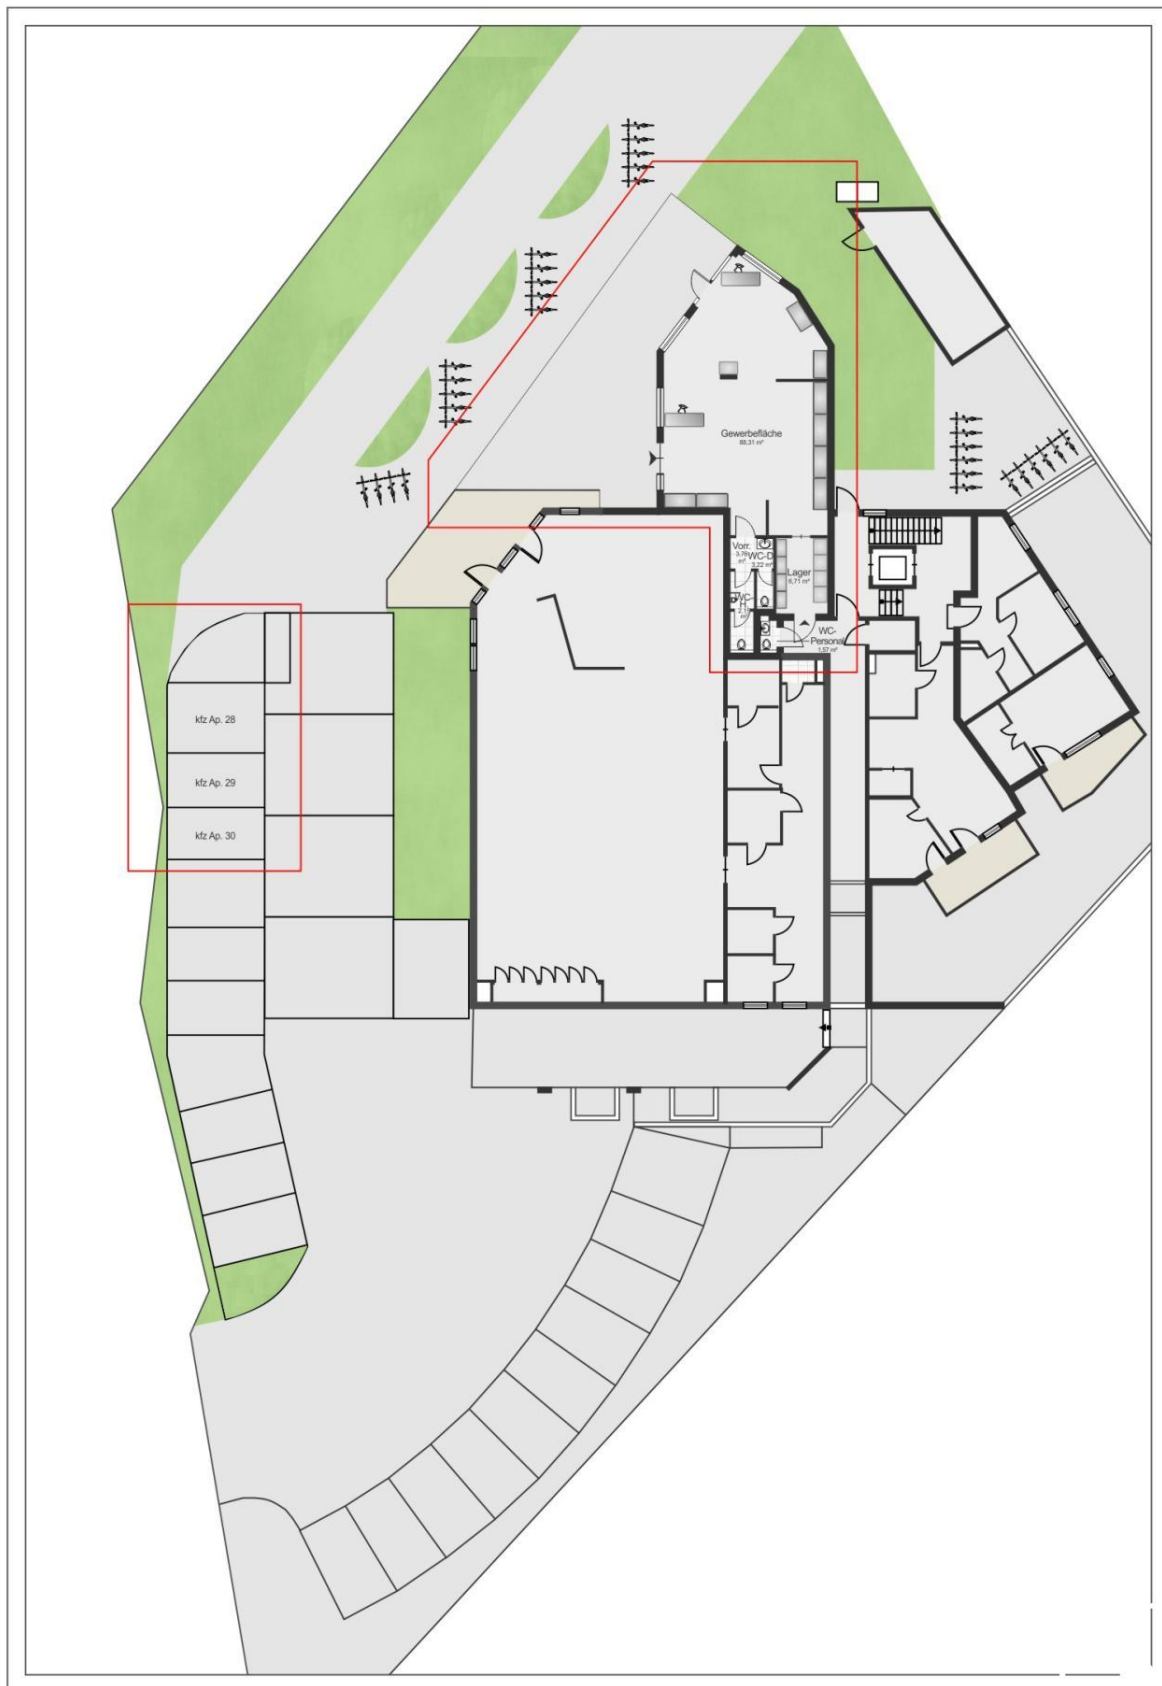 Gewerbefläche
88,31 m²
Vorr.
3,76
m²
WC-D
3,22 m²
Lager
6,71 m²
WC-
WC-
Personal
1,57 m²
kfz Ap. 28
kfz Ap. 29
kfz Ap. 30